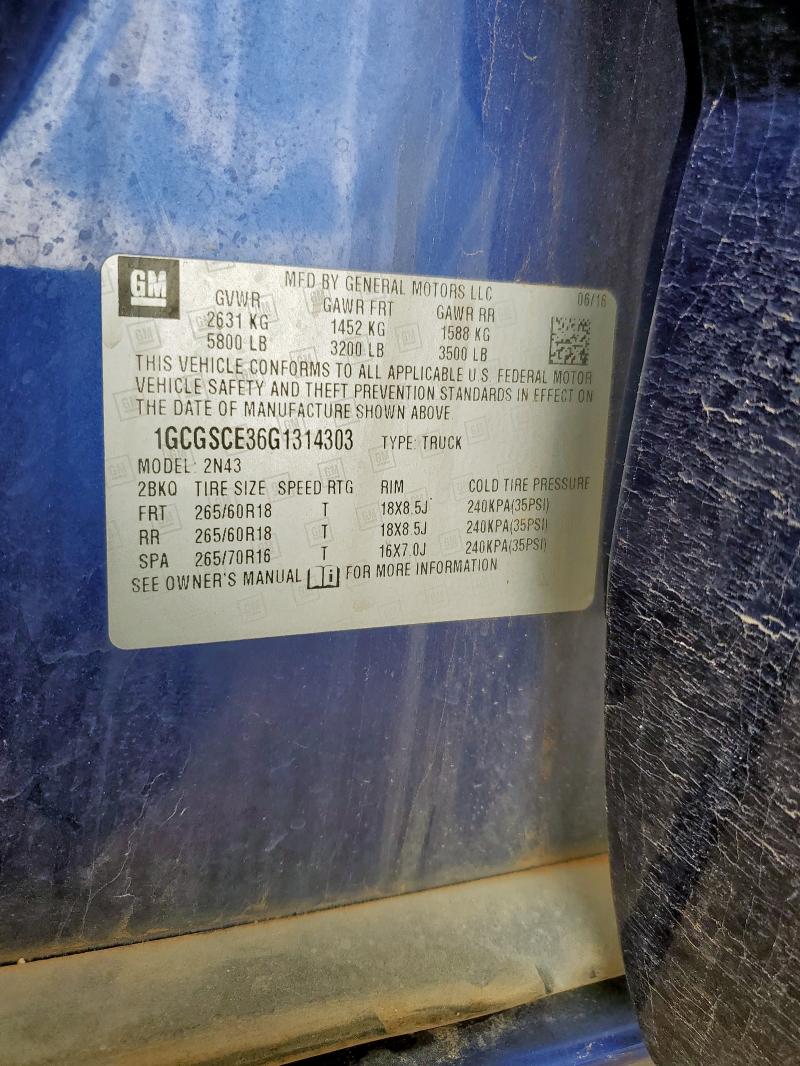 GM
MFD BY GENERAL MOTORS LLC 06/16
GVWR GAWR FRT GAWR RR
2631 KG 1452 KG 1588 KG
5800 LB 3200 LB 3500 LB
THIS VEHICLE CONFORMS TO ALL APPLICABLE U.S. FEDERAL MOTOR
VEHICLE SAFETY AND THEFT PREVENTION STANDARDS IN EFFECT ON
THE DATE OF MANUFACTURE SHOWN ABOVE
1GCGSCE36G1314303 TYPE: TRUCK
MODEL: 2N43
2BKQ TIRE SIZE SPEED RTG RIM COLD TIRE PRESSURE
FRT 265/60R18 T 18X8.5J 240KPA(35PSI)
RR 265/60R18 T 18X8.5J 240KPA(35PSI)
SPA 265/70R16 T 16X7.0J 240KPA(35PSI)
SEE OWNER'S MANUAL i FOR MORE INFORMATION